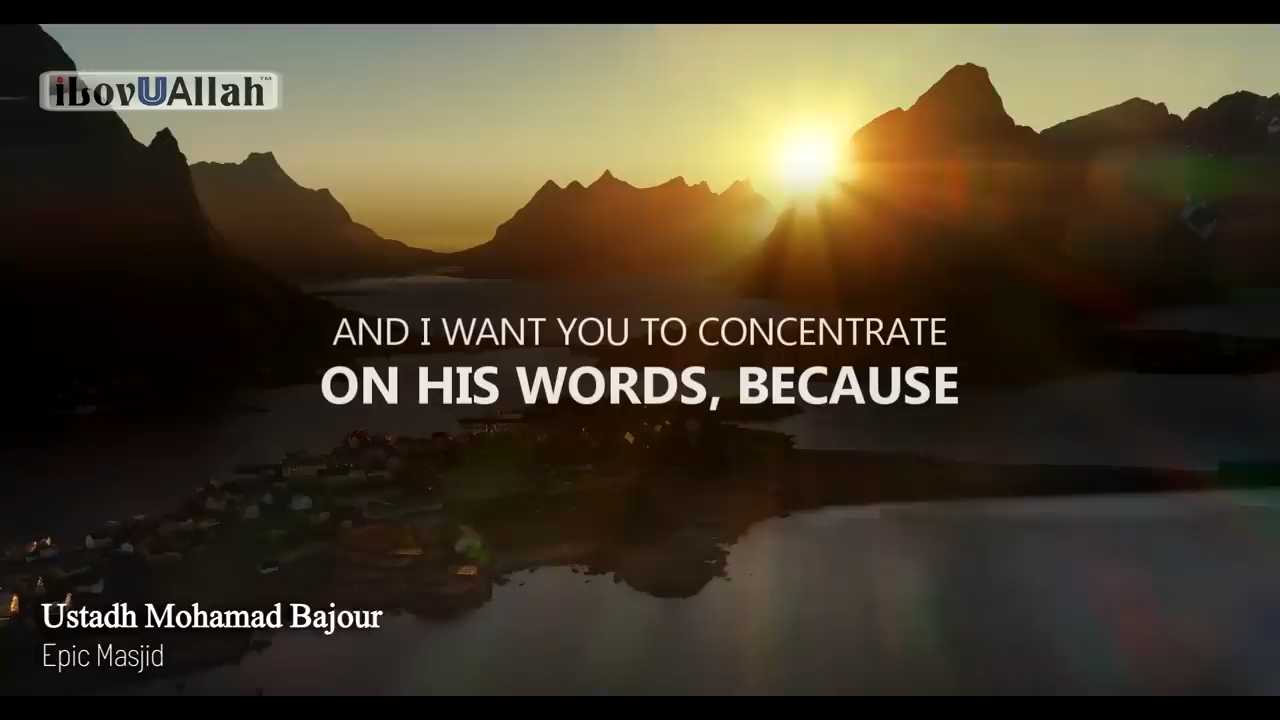 iLovUAllah™
AND I WANT YOU TO CONCENTRATE
ON HIS WORDS, BECAUSE
Ustadh Mohamad Bajour
Epic Masjid